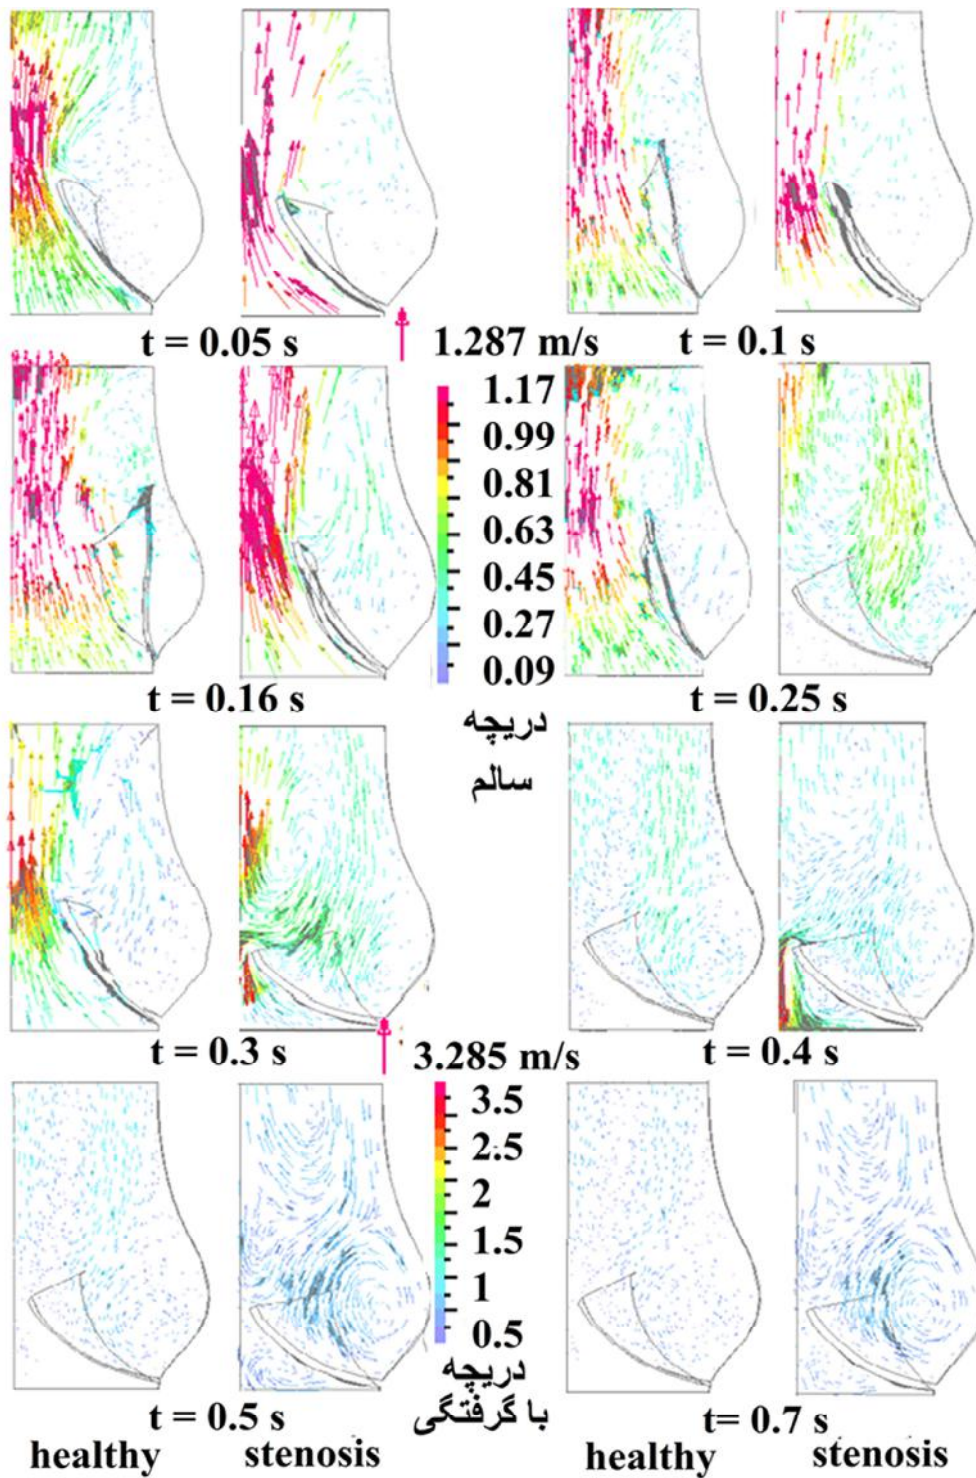 t = 0.05 s
1.287 m/s
t = 0.1 s
1.17
0.99
0.81
0.63
0.45
0.27
0.09
t = 0.16 s
t = 0.25 s
دریچه
سالم
t = 0.3 s
3.285 m/s
t = 0.4 s
3.5
2.5
2
1.5
1
0.5
دریچه
با گرفتگی
t = 0.5 s
t= 0.7 s
healthy
stenosis
healthy
stenosis